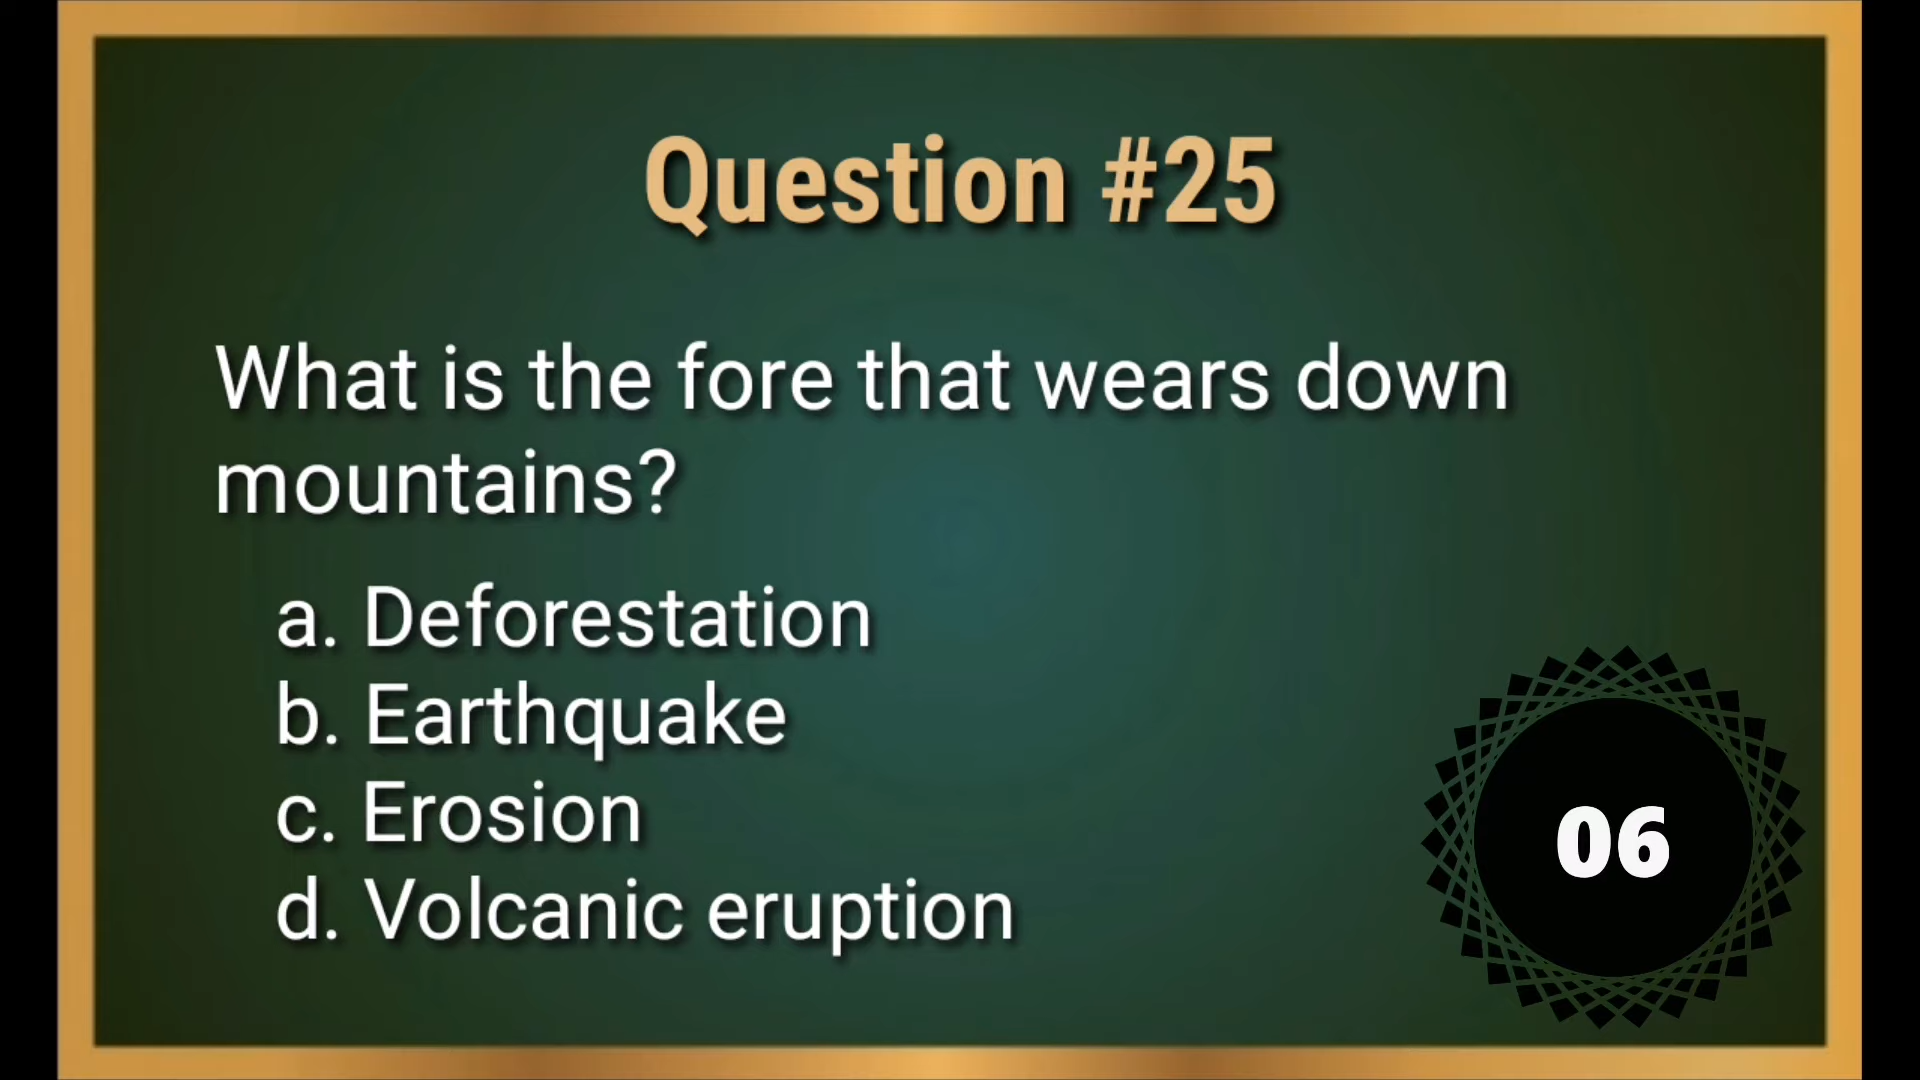 Question #25
What is the fore that wears down
mountains?
a. Deforestation
b. Earthquake
c. Erosion
d. Volcanic eruption
06